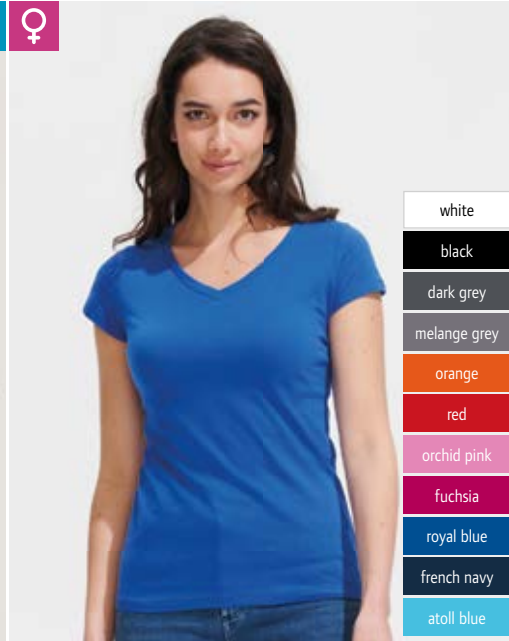 white
black
dark grey
melange grey
orange
red
orchid pink
fuchsia
royal blue
french navy
atoll blue